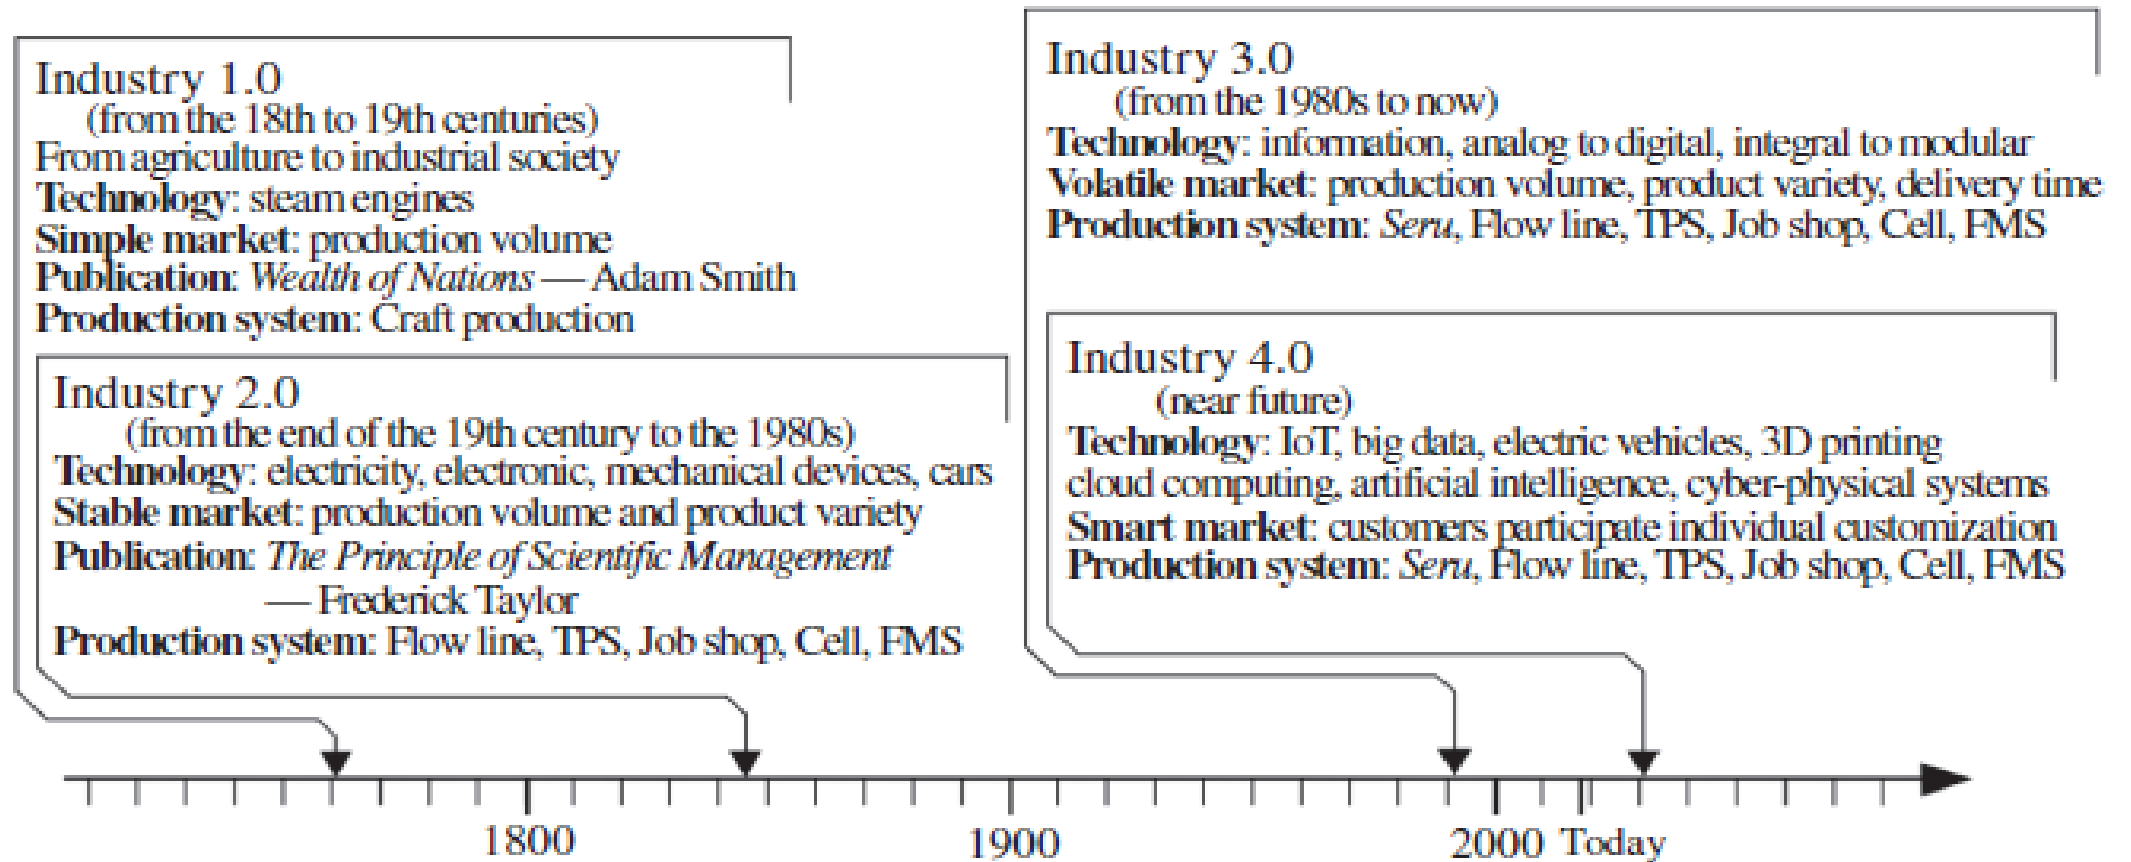 Industry 1.0
(from the 18th to 19th centuries)
From agriculture to industrial society
Technology: steam engines
Simple market: production volume
Publication: Wealth of Nations — Adam Smith
Production system: Craft production
Industry 2.0
(from the end of the 19th century to the 1980s)
Technology: electricity, electronic, mechanical devices, cars
Stable market: production volume and product variety
Publication: The Principle of Scientific Management
— Frederick Taylor
Production system: Flow line, TPS, Job shop, Cell, FMS
Industry 3.0
(from the 1980s to now)
Technology: information, analog to digital, integral to modular
Volatile market: production volume, product variety, delivery time
Production system: Seru, Flow line, TPS, Job shop, Cell, FMS
Industry 4.0
(near future)
Technology: IoT, big data, electric vehicles, 3D printing
cloud computing, artificial intelligence, cyber-physical systems
Smart market: customers participate individual customization
Production system: Seru, Flow line, TPS, Job shop, Cell, FMS
1800 1900 2000 Today